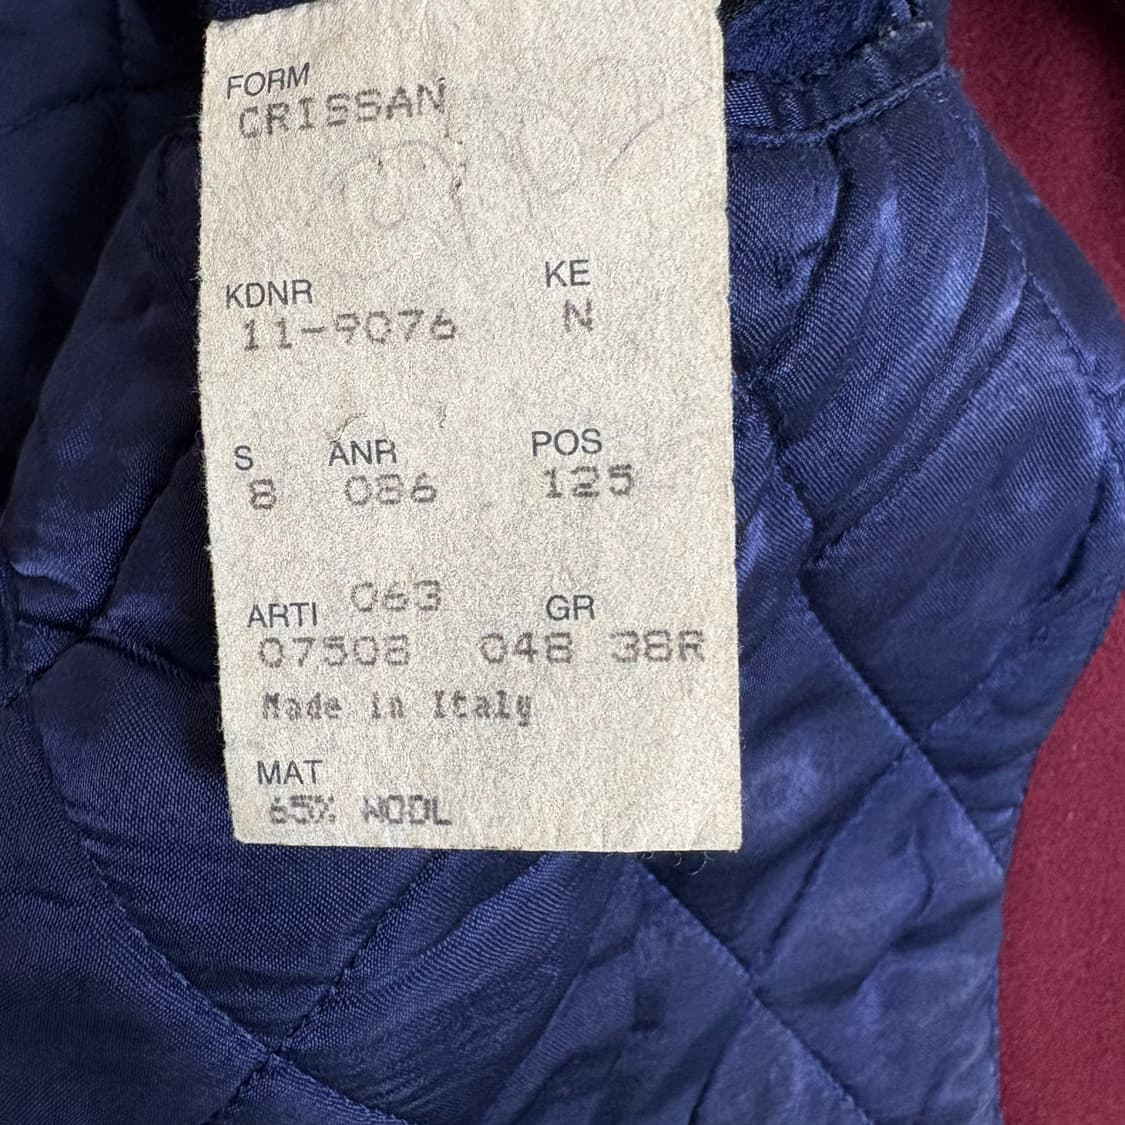 FORM
CRISSAN
KDNR KE
11-9076 N
S ANR POS
8 086 125
ARTI 063 GR
07508 048 38R
Made in Italy
MAT
65% WOOL